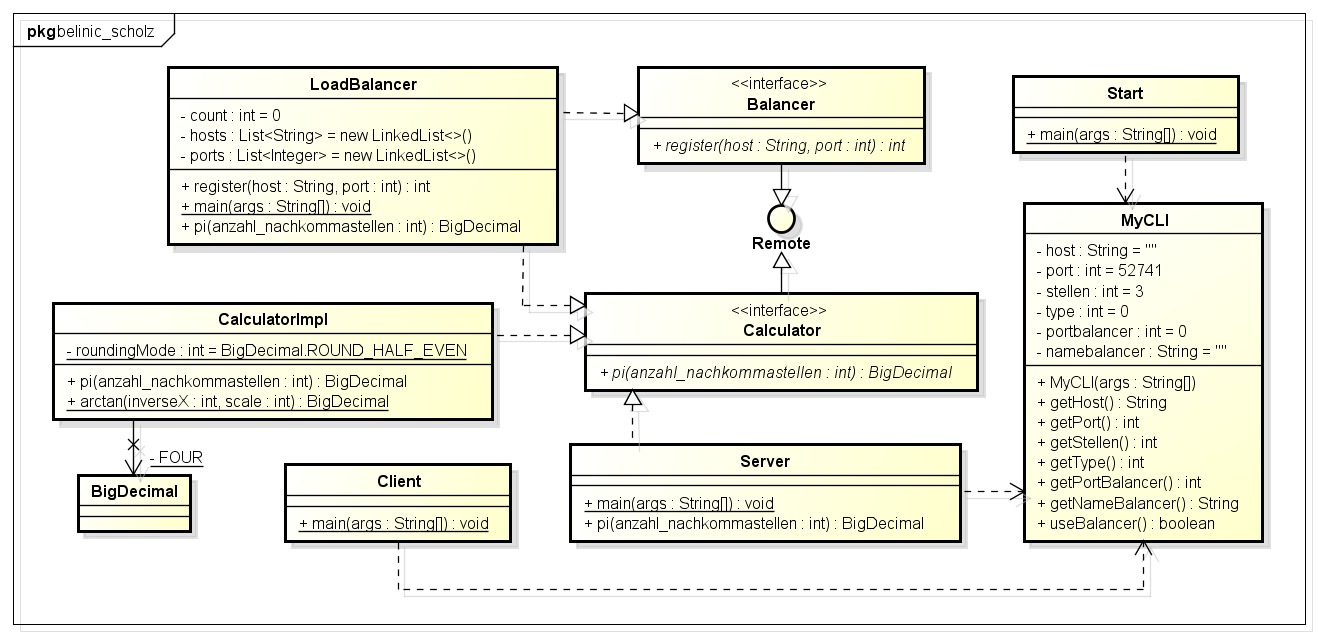 pkg belinic_scholz
LoadBalancer
- count : int = 0
- hosts : List<String> = new LinkedList<>()
- ports : List<Integer> = new LinkedList<>()
+ register(host : String, port : int) : int
+ main(args : String[]) : void
+ pi(anzahl_nachkommastellen : int) : BigDecimal
<<interface>>
Balancer
+ register(host : String, port : int) : int
Remote
Start
+ main(args : String[]) : void
MyCLI
- host : String = ""
- port : int = 52741
- stellen : int = 3
- type : int = 0
- portbalancer : int = 0
- namebalancer : String = ""
+ MyCLI(args : String[])
+ getHost() : String
+ getPort() : int
+ getStellen() : int
+ getType() : int
+ getPortBalancer() : int
+ getNameBalancer() : String
+ useBalancer() : boolean
CalculatorImpl
- roundingMode : int = BigDecimal.ROUND_HALF_EVEN
+ pi(anzahl_nachkommastellen : int) : BigDecimal
+ arctan(inverseX : int, scale : int) : BigDecimal
<<interface>>
Calculator
+ pi(anzahl_nachkommastellen : int) : BigDecimal
- FOUR
BigDecimal
Client
+ main(args : String[]) : void
Server
+ main(args : String[]) : void
+ pi(anzahl_nachkommastellen : int) : BigDecimal